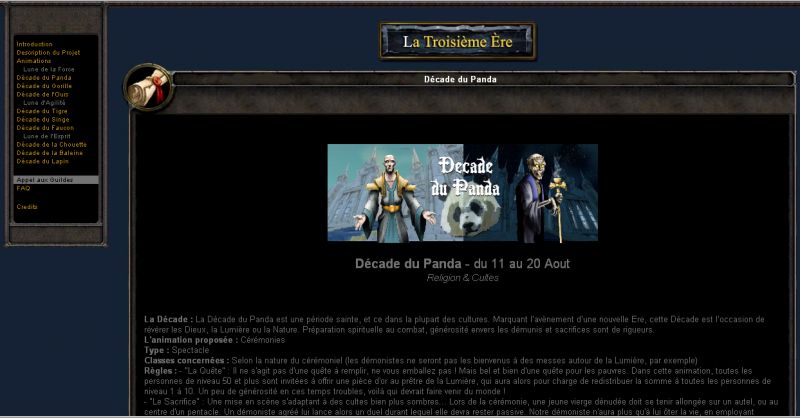 La Troisième Ère
Introduction
Description du Projet
Animations
Lune de la Force
Décade du Panda
Décade du Gorille
Décade de l'Ours
Lune d'Agilité
Décade du Tigre
Décade du Singe
Décade du Faucon
Lune de l'Esprit
Décade de la Chouette
Décade de la Baleine
Décade du Lapin
Appel aux Guildes
FAQ
Credits
Décade du Panda
Decade
du Panda
Décade du Panda - du 11 au 20 Aout
Religion & Cultes
La Décade : La Décade du Panda est une période sainte, et ce dans la plupart des cultures. Marquant l'avènement d'une nouvelle Ere, cette Décade est l'occasion de
révérer les Dieux, la Lumière ou la Nature. Préparation spirituelle au combat, générosité envers les démunis et sacrifices sont de rigueurs.
L'animation proposée : Cérémonies
Type : Spectacle
Classes concernées : Selon la nature du cérémoniel (les démonistes ne seront pas les bienvenus à des messes autour de la Lumière, par exemple)
Règles : - "La Quête" : Il ne s'agit pas d'une quête à remplir, ne vous emballez pas ! Mais bel et bien d'une quête pour les pauvres. Dans cette animation, toutes les
personnes de niveau 50 et plus sont invitées à offrir une pièce d'or au prêtre de la Lumière, qui aura alors pour charge de redistribuer la somme à toutes les personnes de
niveau 1 à 10. Un peu de générosité en ces temps troubles, voilà qui devrait faire venir du monde !
- "Le Sacrifice" : Une mise en scène s'adaptant à des cultes bien plus sombres... Lors de la cérémonie, une jeune vierge dénudée doit se tenir allongée sur un autel, ou au
centre d'un pentacle. Un démoniste agréé lui lance alors un duel durant lequel elle devra rester passive. Notre démoniste n'aura plus qu'à lui ôter la vie, en employant